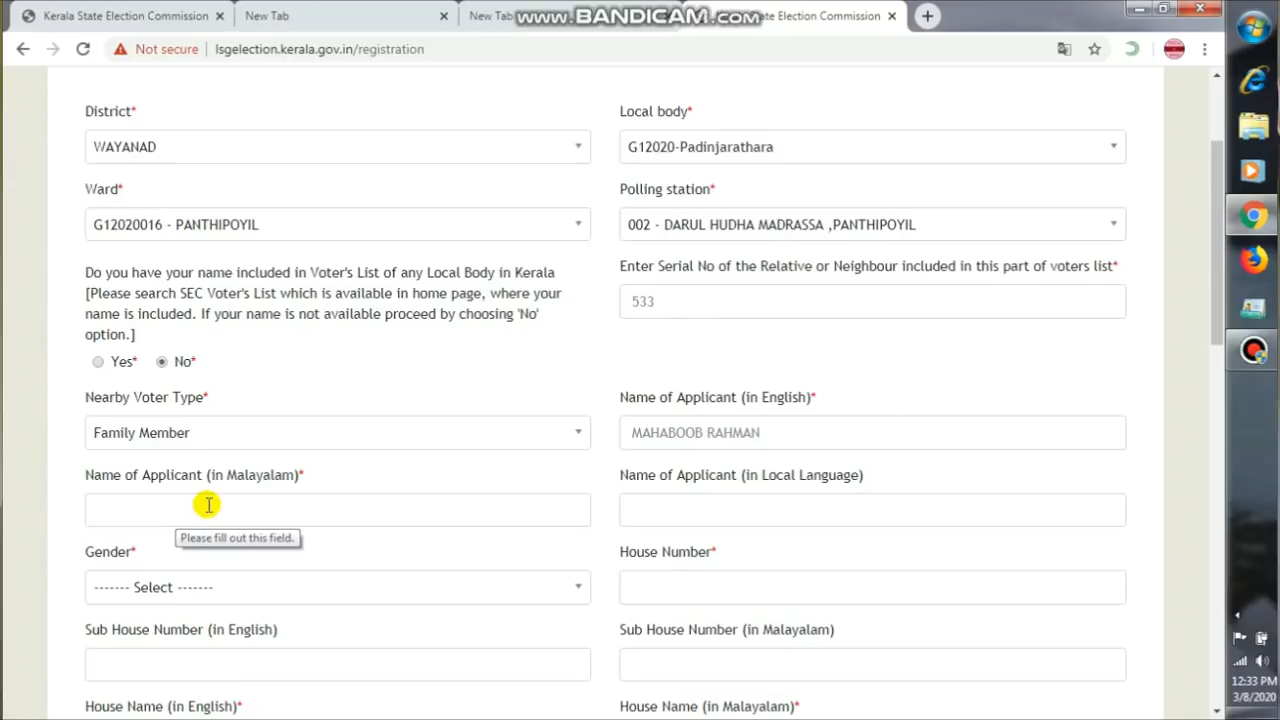 Kerala State Election Commission
New Tab
New Tab
www.BANDICAM.com
te Election Commission
Not secure
lsgelection.kerala.gov.in/registration
District*
Local body*
WAYANAD
G12020-Padinjarathara
Ward*
Polling station*
G12020016 - PANTHIPOYIL
002 - DARUL HUDHA MADRASSA ,PANTHIPOYIL
Do you have your name included in Voter's List of any Local Body in Kerala
[Please search SEC Voter's List which is available in home page, where your
name is included. If your name is not available proceed by choosing 'No'
option.]
Enter Serial No of the Relative or Neighbour included in this part of voters list*
533
Yes*
No*
Nearby Voter Type*
Name of Applicant (in English)*
Family Member
MAHABOOB RAHMAN
Name of Applicant (in Malayalam)*
Name of Applicant (in Local Language)
Please fill out this field.
Gender*
House Number*
------- Select -------
Sub House Number (in English)
Sub House Number (in Malayalam)
House Name (in English)*
House Name (in Malayalam)*
12:33 PM
3/8/2020